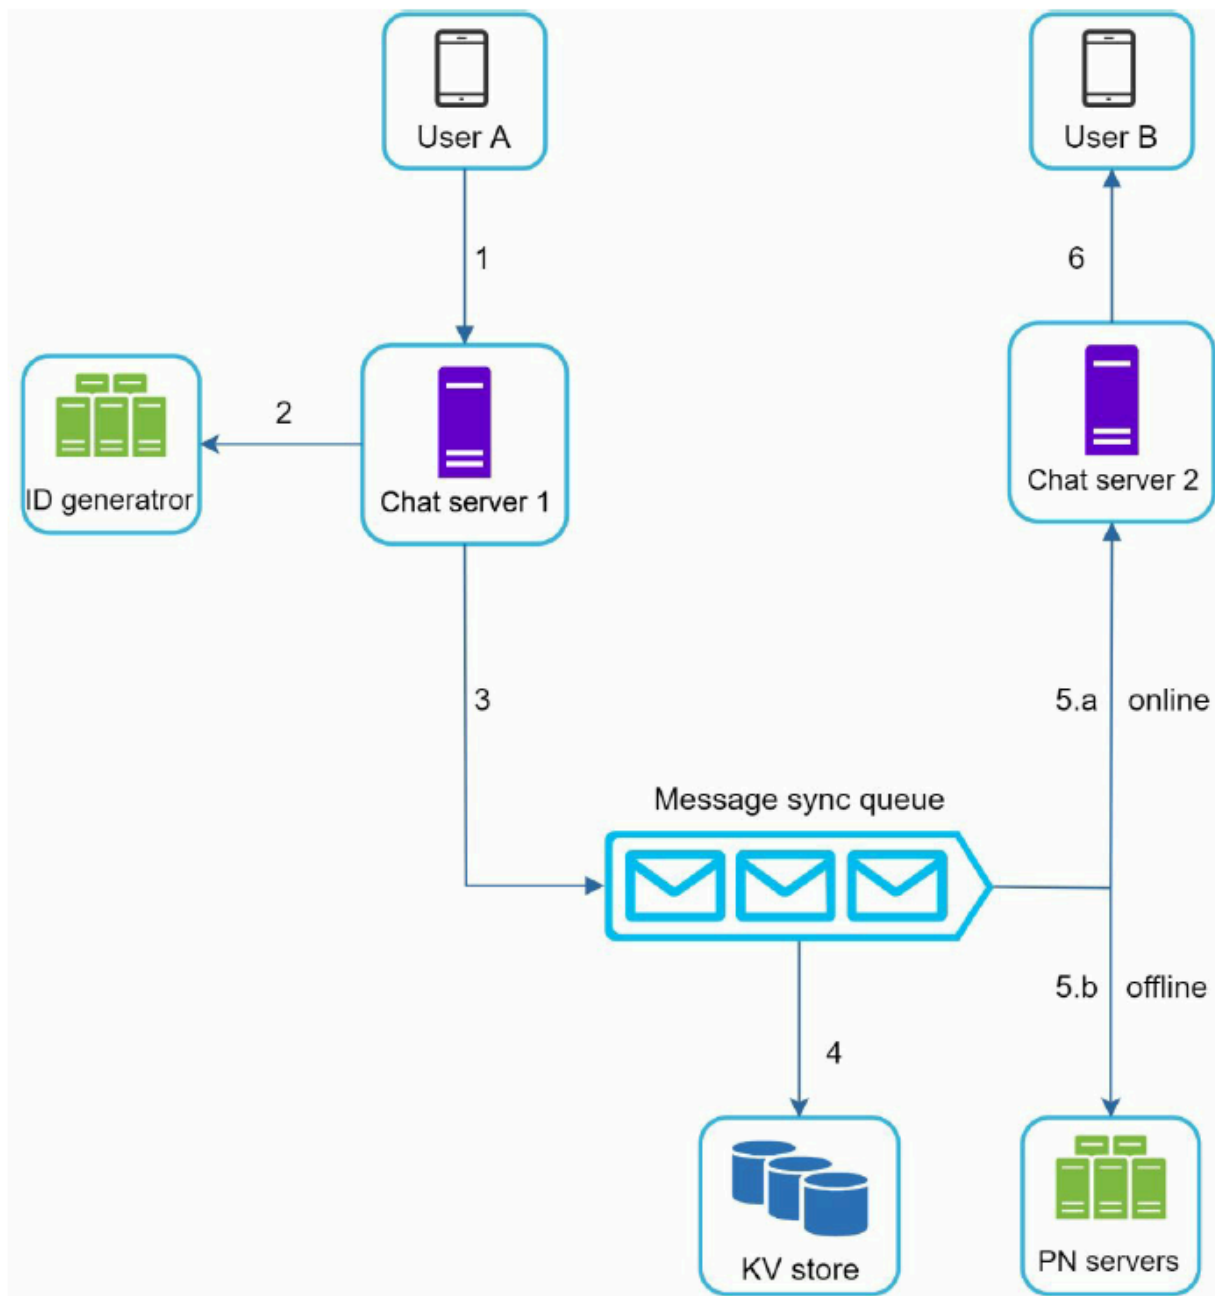 User A
User B
1
6
2
ID generatror
Chat server 1
Chat server 2
3
5.a
online
Message sync queue
5.b
offline
4
KV store
PN servers